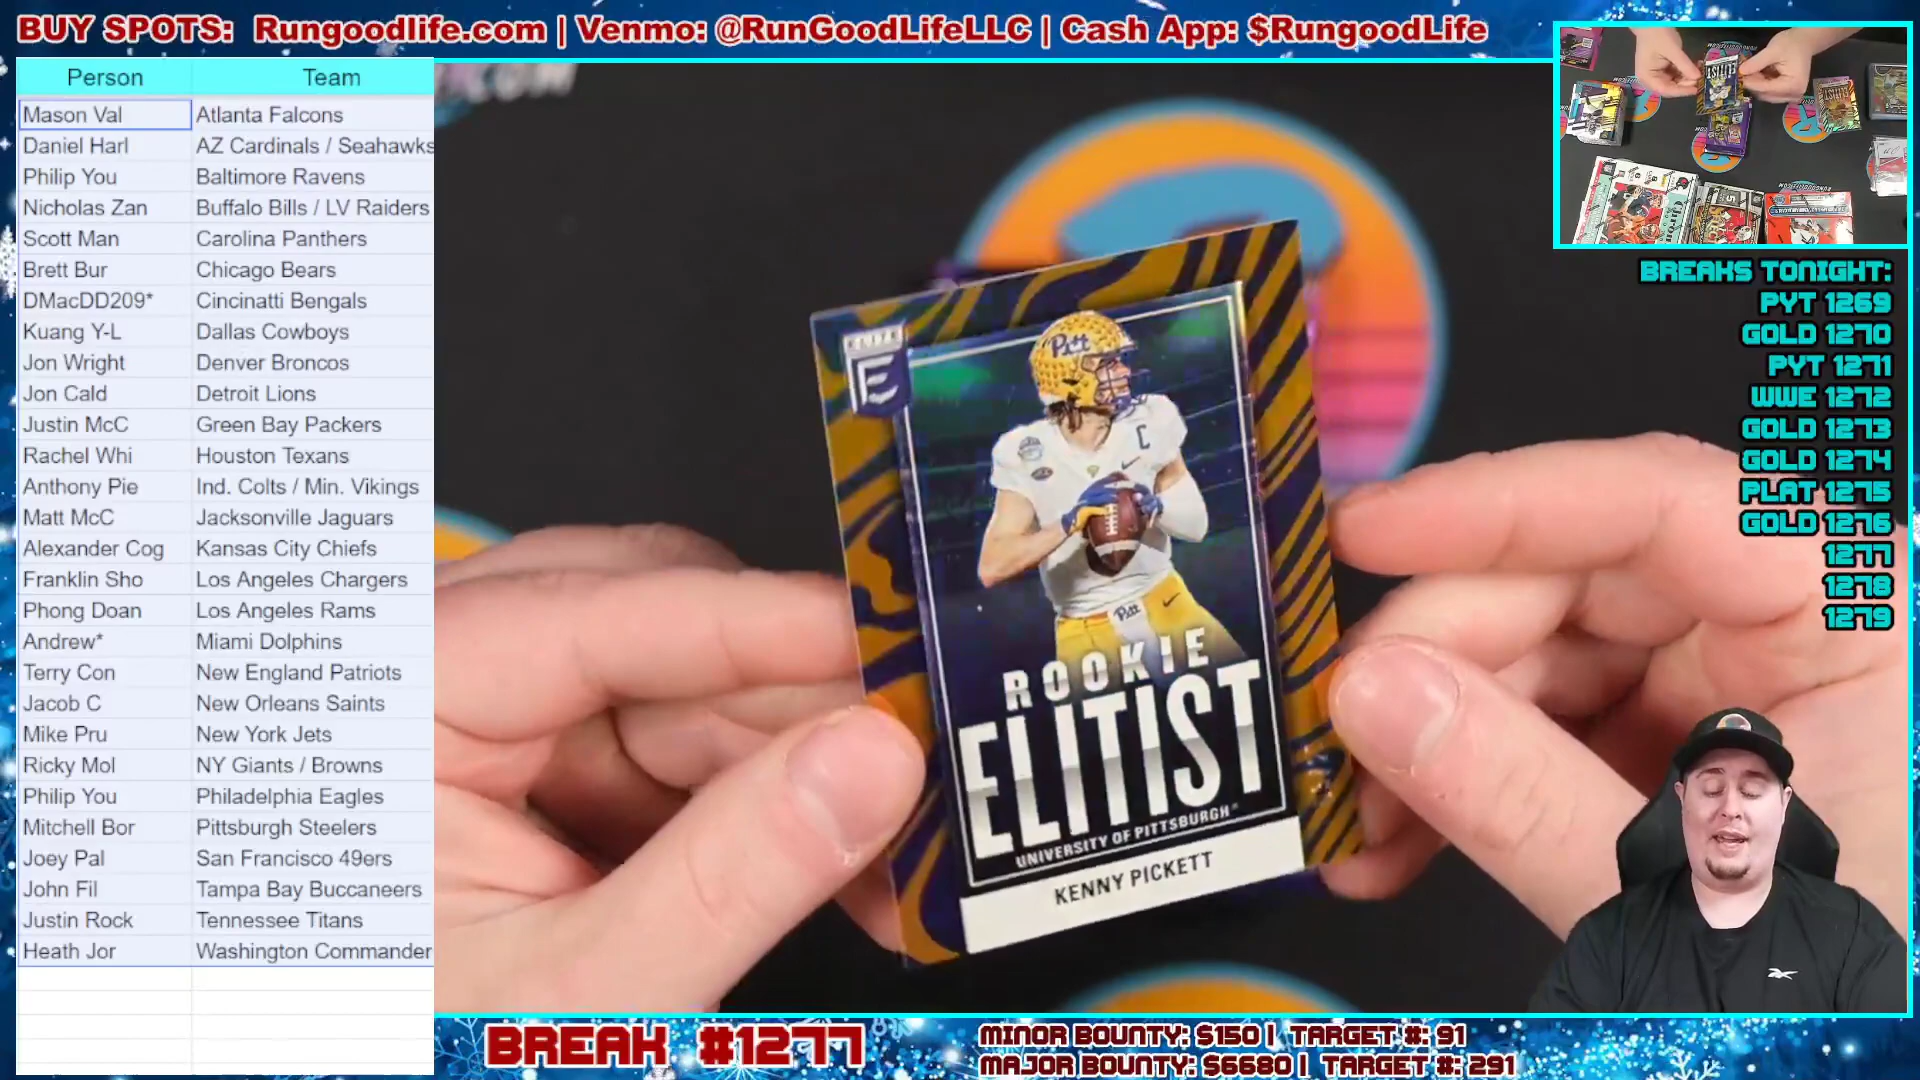 BUY SPOTS: Rungoodlife.com | Venmo: @RunGoodLifeLLC | Cash App: $RungoodLife
Person Team
Mason Val Atlanta Falcons
Daniel Harl AZ Cardinals / Seahawks
Philip You Baltimore Ravens
Nicholas Zan Buffalo Bills / LV Raiders
Scott Man Carolina Panthers
Brett Bur Chicago Bears
DMacDD209* Cincinatti Bengals
Kuang Y-L Dallas Cowboys
Jon Wright Denver Broncos
Jon Cald Detroit Lions
Justin McC Green Bay Packers
Rachel Whi Houston Texans
Anthony Pie Ind. Colts / Min. Vikings
Matt McC Jacksonville Jaguars
Alexander Cog Kansas City Chiefs
Franklin Sho Los Angeles Chargers
Phong Doan Los Angeles Rams
Andrew* Miami Dolphins
Terry Con New England Patriots
Jacob C New Orleans Saints
Mike Pru New York Jets
Ricky Mol NY Giants / Browns
Philip You Philadelphia Eagles
Mitchell Bor Pittsburgh Steelers
Joey Pal San Francisco 49ers
John Fil Tampa Bay Buccaneers
Justin Rock Tennessee Titans
Heath Jor Washington Commander
Pitt
C
Pitt
ROOKIE
ELITIST
UNIVERSITY OF PITTSBURGH
KENNY PICKETT
BREAKS TONIGHT:
PYT 1269
GOLD 1270
PYT 1271
WWE 1272
GOLD 1273
GOLD 1274
PLAT 1275
GOLD 1276
1277
1278
1279
BREAK #1277
MINOR BOUNTY: $150 | TARGET #: 91
MAJOR BOUNTY: $6680 | TARGET #: 291